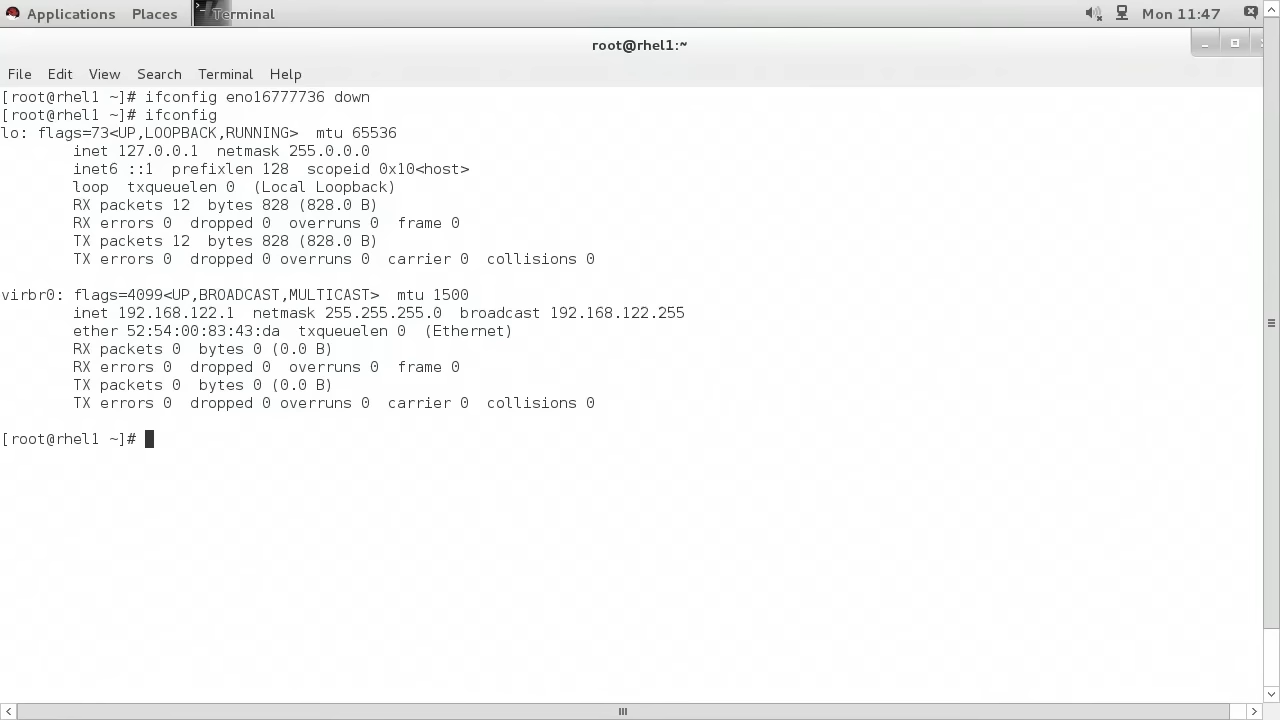 Applications Places Terminal Mon 11:47
root@rhel1:~
File Edit View Search Terminal Help
[root@rhel1 ~]# ifconfig eno16777736 down
[root@rhel1 ~]# ifconfig
lo: flags=73<UP,LOOPBACK,RUNNING>  mtu 65536
        inet 127.0.0.1  netmask 255.0.0.0
        inet6 ::1  prefixlen 128  scopeid 0x10<host>
        loop  txqueuelen 0  (Local Loopback)
        RX packets 12  bytes 828 (828.0 B)
        RX errors 0  dropped 0  overruns 0  frame 0
        TX packets 12  bytes 828 (828.0 B)
        TX errors 0  dropped 0 overruns 0  carrier 0  collisions 0

virbr0: flags=4099<UP,BROADCAST,MULTICAST>  mtu 1500
        inet 192.168.122.1  netmask 255.255.255.0  broadcast 192.168.122.255
        ether 52:54:00:83:43:da  txqueuelen 0  (Ethernet)
        RX packets 0  bytes 0 (0.0 B)
        RX errors 0  dropped 0  overruns 0  frame 0
        TX packets 0  bytes 0 (0.0 B)
        TX errors 0  dropped 0 overruns 0  carrier 0  collisions 0

[root@rhel1 ~]#